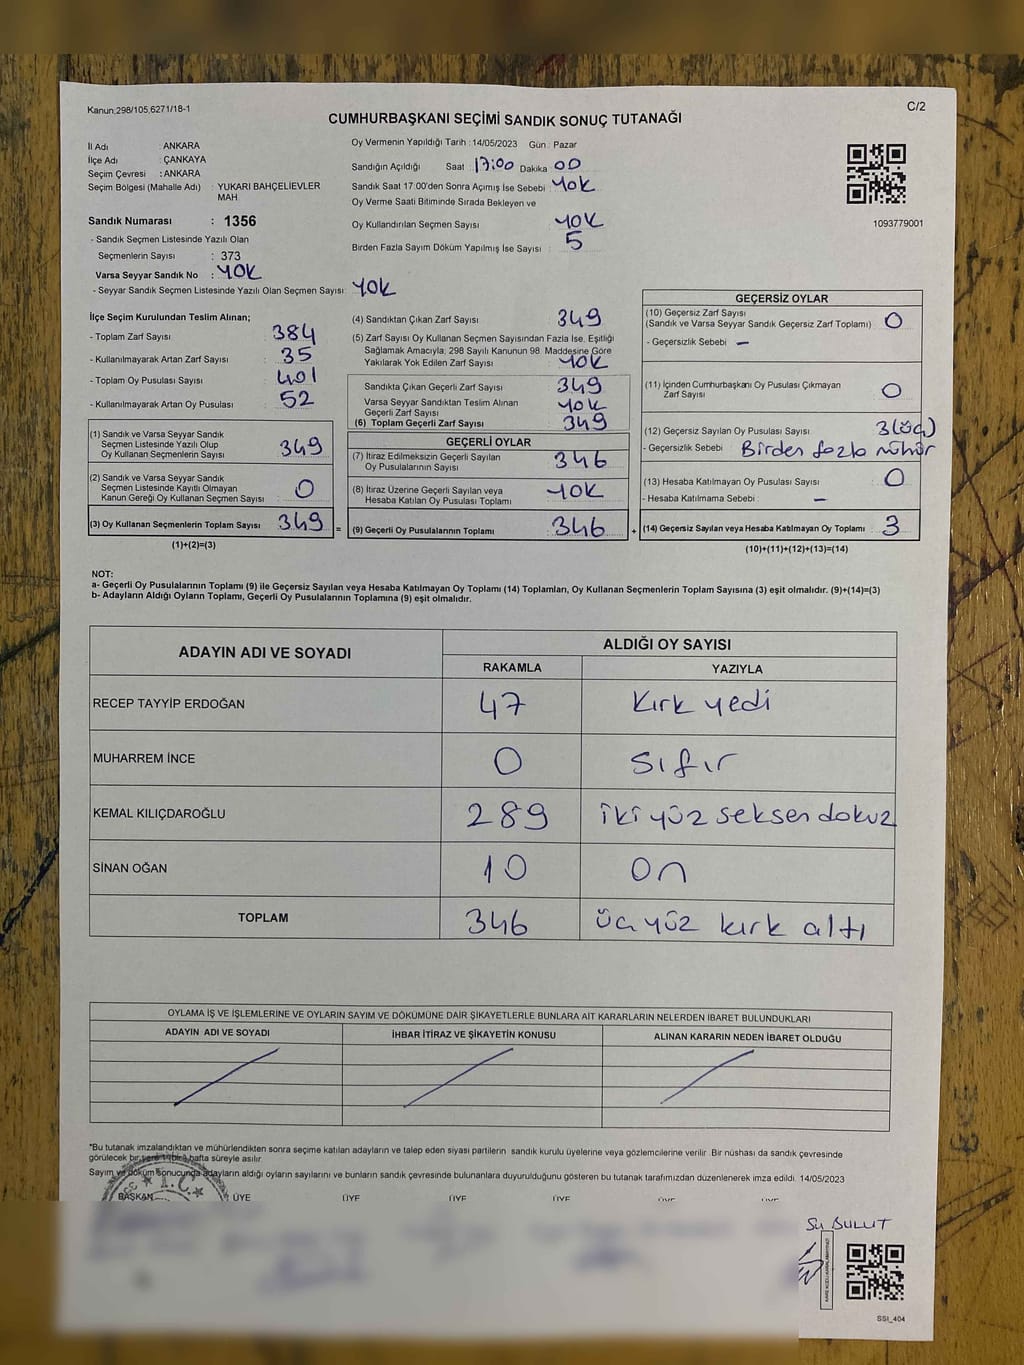 Kanun:298/105,6271/18-1
C/2
CUMHURBAŞKANI SEÇİMİ SANDIK SONUÇ TUTANAĞI
İl Adı : ANKARA
İlçe Adı : ÇANKAYA
Seçim Çevresi : ANKARA
Seçim Bölgesi (Mahalle Adı) : YUKARI BAHÇELİEVLER
MAH.
Sandık Numarası : 1356
- Sandık Seçmen Listesinde Yazılı Olan
Seçmenlerin Sayısı : 373
Varsa Seyyar Sandık No : YOK
- Seyyar Sandık Seçmen Listesinde Yazılı Olan Seçmen Sayısı: YOK
Oy Vermenin Yapıldığı Tarih : 14/05/2023 Gün : Pazar
Sandığın Açıldığı Saat 17:00 Dakika 00
Sandık Saat 17:00'den Sonra Açımış İse Sebebi : YOK
Oy Verme Saati Bitiminde Sırada Bekleyen ve
Oy Kullandırılan Seçmen Sayısı YOK
Birden Fazla Sayım Döküm Yapılmış İse Sayısı 5
1093779001
İlçe Seçim Kurulundan Teslim Alınan;
- Toplam Zarf Sayısı : 384
- Kullanılmayarak Artan Zarf Sayısı : 35
- Toplam Oy Pusulası Sayısı : 401
- Kullanılmayarak Artan Oy Pusulası : 52
(1) Sandık ve Varsa Seyyar Sandık
Seçmen Listesinde Yazılı Olup
Oy Kullanan Seçmenlerin Sayısı : 349
(2) Sandık ve Varsa Seyyar Sandık
Seçmen Listesinde Kayıtlı Olmayan
Kanun Gereği Oy Kullanan Seçmen Sayısı : 0
(3) Oy Kullanan Seçmenlerin Toplam Sayısı : 349 =
(1)+(2)=(3)
(4) Sandıktan Çıkan Zarf Sayısı : 349
(5) Zarf Sayısı Oy Kullanan Seçmen Sayısından Fazla İse, Eşitliği
Sağlamak Amacıyla; 298 Sayılı Kanunun 98. Maddesine Göre
Yakılarak Yok Edilen Zarf Sayısı : YOK
Sandıkta Çıkan Geçerli Zarf Sayısı : 349
Varsa Seyyar Sandıktan Teslim Alınan
Geçerli Zarf Sayısı : YOK
(6) Toplam Geçerli Zarf Sayısı : 349
GEÇERLİ OYLAR
(7) İtiraz Edilmeksizin Geçerli Sayılan
Oy Pusulalarının Sayısı : 346
(8) İtiraz Üzerine Geçerli Sayılan veya
Hesaba Katılan Oy Pusulası Toplamı : YOK
(9) Geçerli Oy Pusulalarının Toplamı : 346 +
GEÇERSİZ OYLAR
(10) Geçersiz Zarf Sayısı
(Sandık ve Varsa Seyyar Sandık Geçersiz Zarf Toplamı) : 0
- Geçersizlik Sebebi : —
(11) İçinden Cumhurbaşkanı Oy Pusulası Çıkmayan
Zarf Sayısı : 0
(12) Geçersiz Sayılan Oy Pusulası Sayısı : 3(üç)
- Geçersizlik Sebebi : Birden fazla mühür
(13) Hesaba Katılmayan Oy Pusulası Sayısı : 0
- Hesaba Katılmama Sebebi : —
(14) Geçersiz Sayılan veya Hesaba Katılmayan Oy Toplamı : 3
(10)+(11)+(12)+(13)=(14)
NOT:
a- Geçerli Oy Pusulalarının Toplamı (9) ile Geçersiz Sayılan veya Hesaba Katılmayan Oy Toplamı (14) Toplamları, Oy Kullanan Seçmenlerin Toplam Sayısına (3) eşit olmalıdır. (9)+(14)=(3)
b- Adayların Aldığı Oyların Toplamı, Geçerli Oy Pusulalarının Toplamına (9) eşit olmalıdır.
ADAYIN ADI VE SOYADI ALDIĞI OY SAYISI
RAKAMLA YAZIYLA
RECEP TAYYİP ERDOĞAN 47 Kırk yedi
MUHARREM İNCE 0 Sıfır
KEMAL KILIÇDAROĞLU 289 iki yüz seksen dokuz
SİNAN OĞAN 10 on
TOPLAM 346 üç yüz kırk altı
OYLAMA İŞ VE İŞLEMLERİNE VE OYLARIN SAYIM VE DÖKÜMÜNE DAİR ŞİKAYETLERLE BUNLARA AİT KARARLARIN NELERDEN İBARET BULUNDUKLARI
ADAYIN ADI VE SOYADI İHBAR İTİRAZ VE ŞİKAYETİN KONUSU ALINAN KARARIN NEDEN İBARET OLDUĞU
*Bu tutanak imzalandıktan ve mühürlendikten sonra seçime katılan adayların ve talep eden siyasi partilerin sandık kurulu üyelerine veya gözlemcilerine verilir. Bir nüshası da sandık çevresinde
görülecek bir yere bir hafta süreyle asılır.
Sayım ve döküm sonucunda adayların aldığı oyların sayılarını ve bunların sandık çevresinde bulunanlara duyurulduğunu gösteren bu tutanak tarafımızdan düzenlenerek imza edildi. 14/05/2023
T.C.
BAŞKAN ÜYE ÜYE ÜYE ÜYE ÜYE ÜYE
Su BULUT
SSI_404